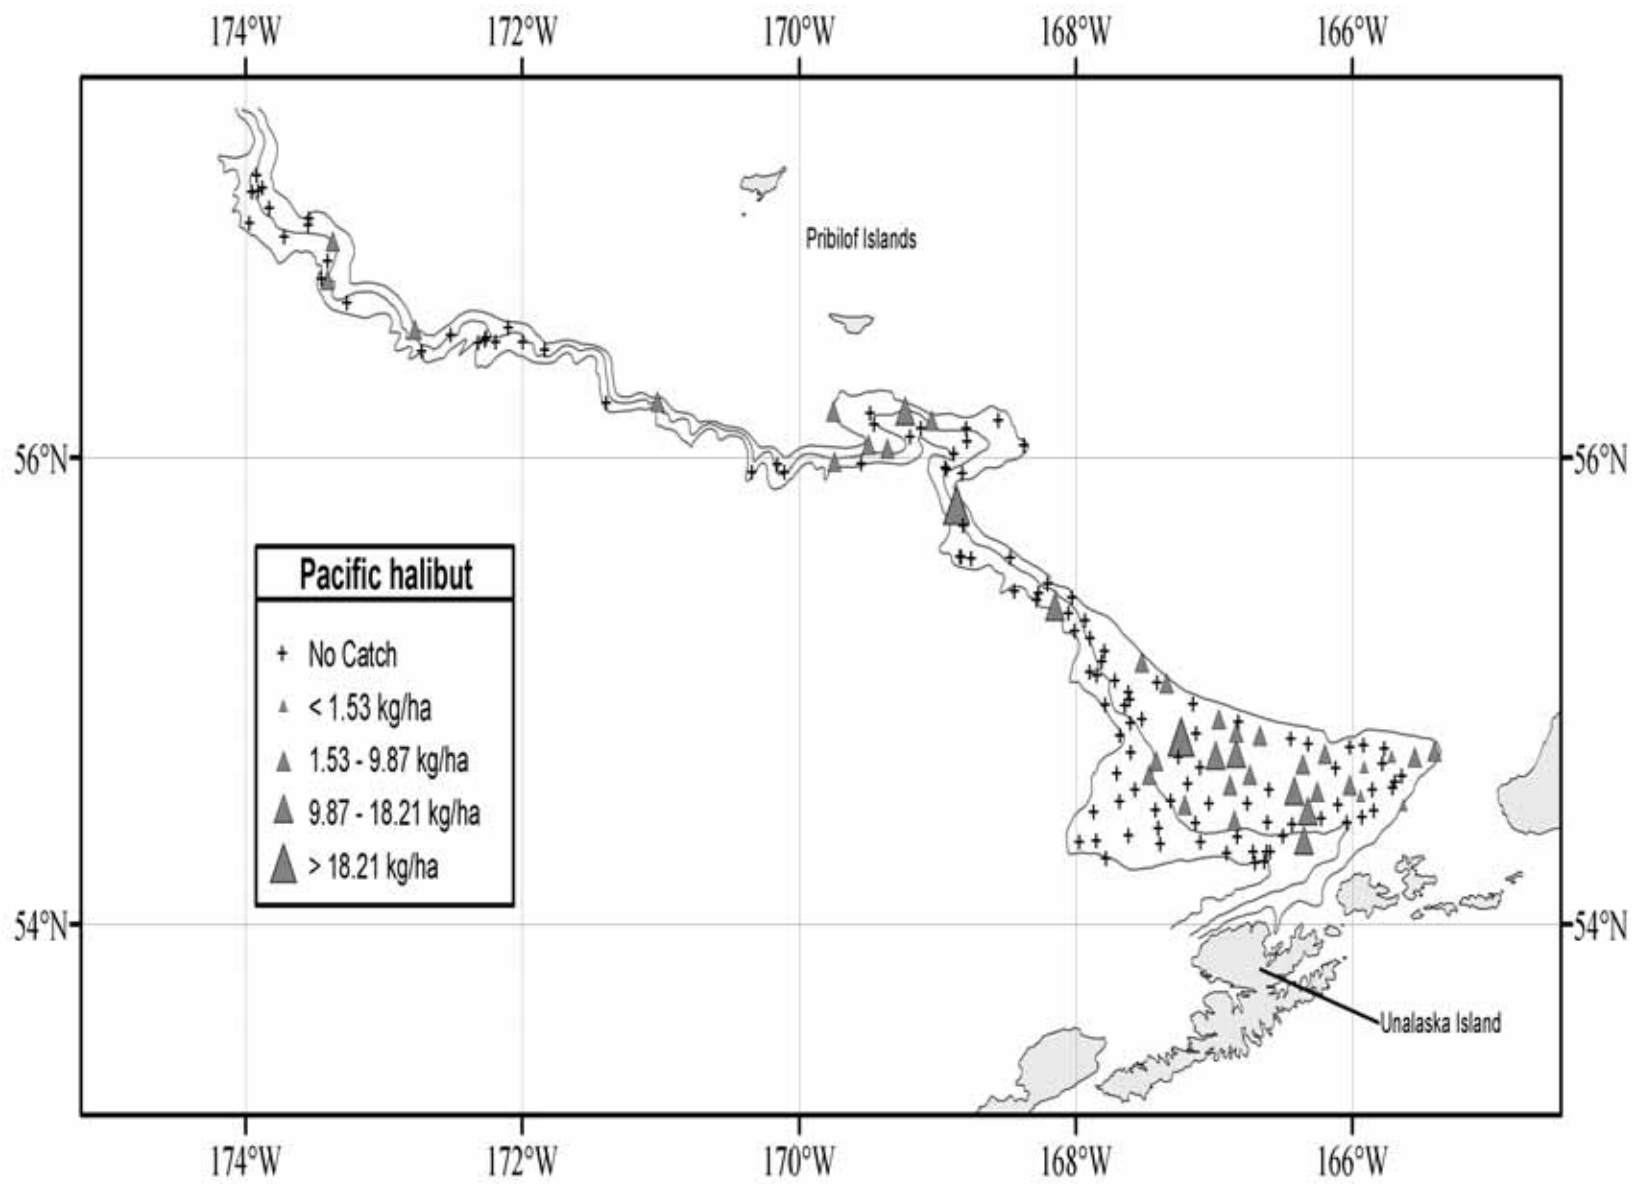 174°W 172°W 170°W 168°W 166°W
Pribilof Islands
56°N 56°N
Pacific halibut
No Catch
< 1.53 kg/ha
1.53 - 9.87 kg/ha
9.87 - 18.21 kg/ha
> 18.21 kg/ha
54°N 54°N
Unalaska Island
174°W 172°W 170°W 168°W 166°W